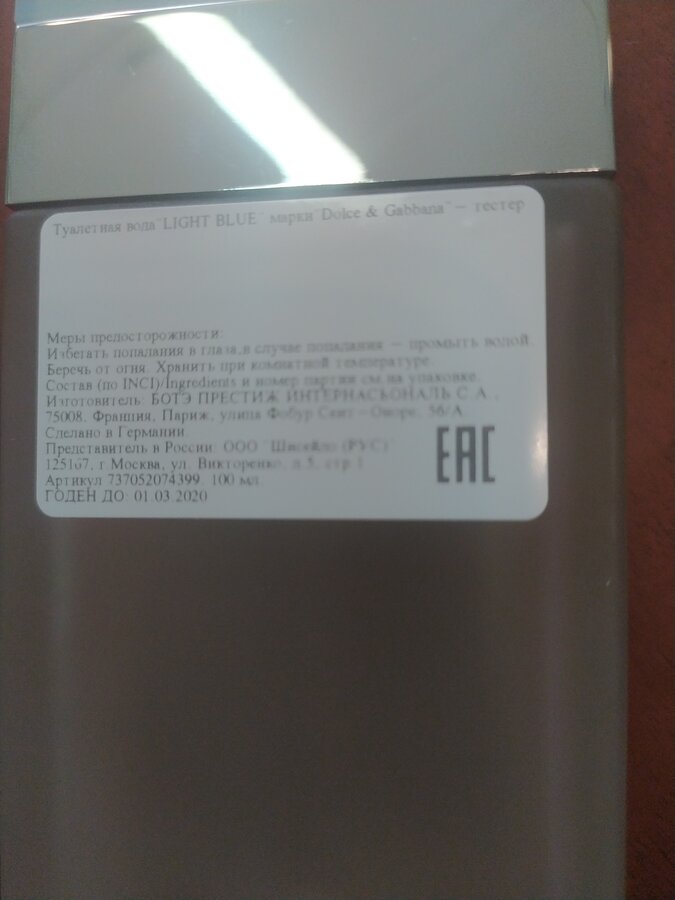 Туалетная вода "LIGHT BLUE" марки "Dolce & Gabbana" — тестер
Меры предосторожности:
Избегать попадания в глаза, в случае попадания — промыть водой.
Беречь от огня. Хранить при комнатной температуре.
Состав (по INCI)/Ingredients и номер партии см.на упаковке.
Изготовитель: БОТЭ ПРЕСТИЖ ИНТЕРНАСЬОНАЛЬ С.А.,
75008, Франция, Париж, улица Фобур Сент-Оноре, 56/А
Сделано в Германии.
Представитель в России: ООО "Шисейдо (РУС)"
125167, г.Москва, ул. Викторенко, д.5, стр.1
Артикул 737052074399. 100 мл.
ГОДЕН ДО: 01.03.2020
EAC